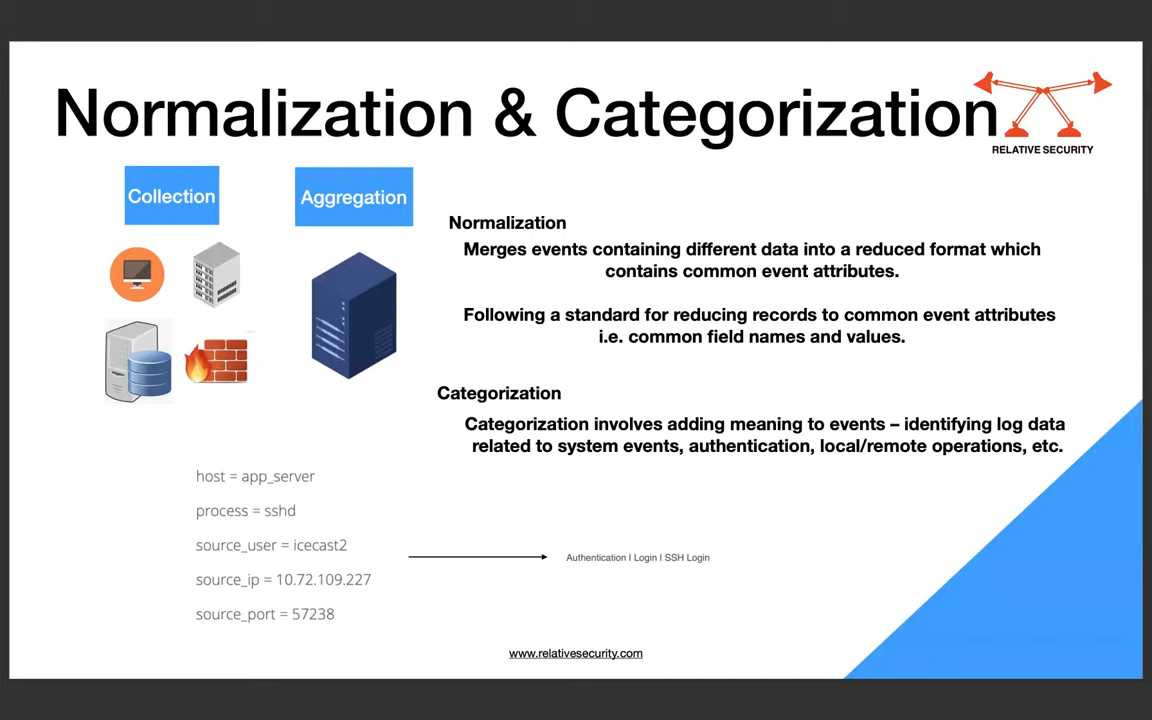 Normalization & Categorization
RELATIVE SECURITY
Collection
Aggregation
Normalization
Merges events containing different data into a reduced format which
contains common event attributes.
Following a standard for reducing records to common event attributes
i.e. common field names and values.
Categorization
Categorization involves adding meaning to events – identifying log data
related to system events, authentication, local/remote operations, etc.
host = app_server
process = sshd
source_user = icecast2
source_ip = 10.72.109.227
source_port = 57238
Authentication | Login | SSH Login
www.relativesecurity.com